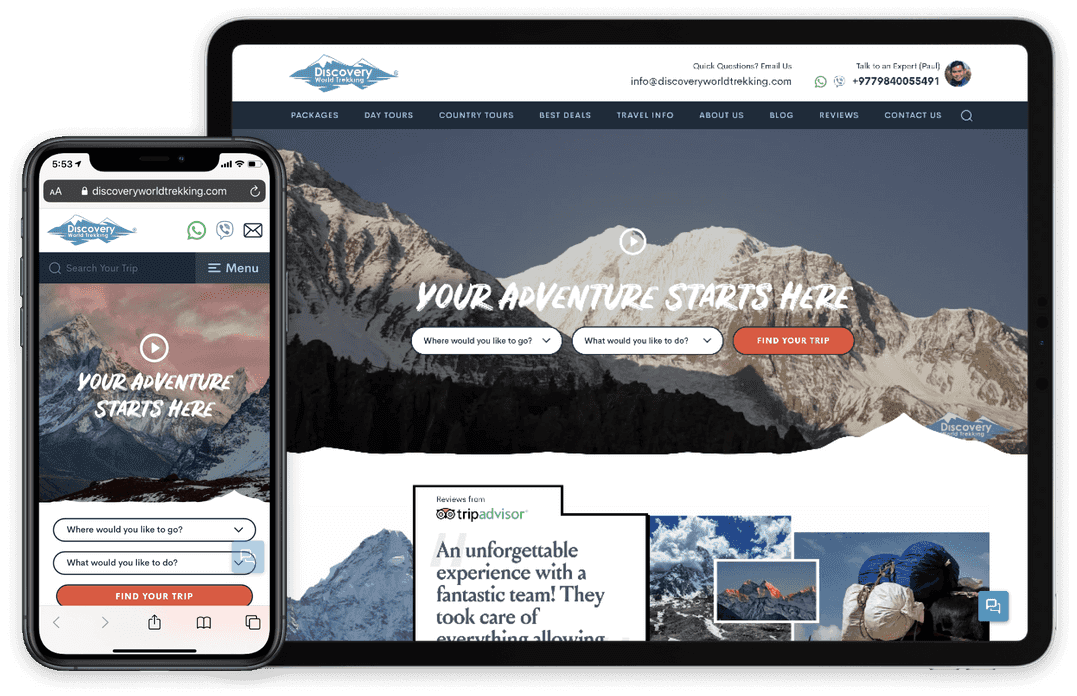 Discovery
World Trekking
Quick Questions? Email Us
info@discoveryworldtrekking.com
Talk to an Expert (Paul)
+9779840055491
PACKAGES
DAY TOURS
COUNTRY TOURS
BEST DEALS
TRAVEL INFO
ABOUT US
BLOG
REVIEWS
CONTACT US
YOUR ADVENTURE STARTS HERE
Where would you like to go?
What would you like to do?
FIND YOUR TRIP
Discovery
World Trekking
Reviews from
tripadvisor
An unforgettable
experience with a
fantastic team! They
took care of
everything allowing
5:53
AA
discoveryworldtrekking.com
Discovery
World Trekking
Search Your Trip
Menu
YOUR ADVENTURE
STARTS HERE
Where would you like to go?
What would you like to do?
FIND YOUR TRIP